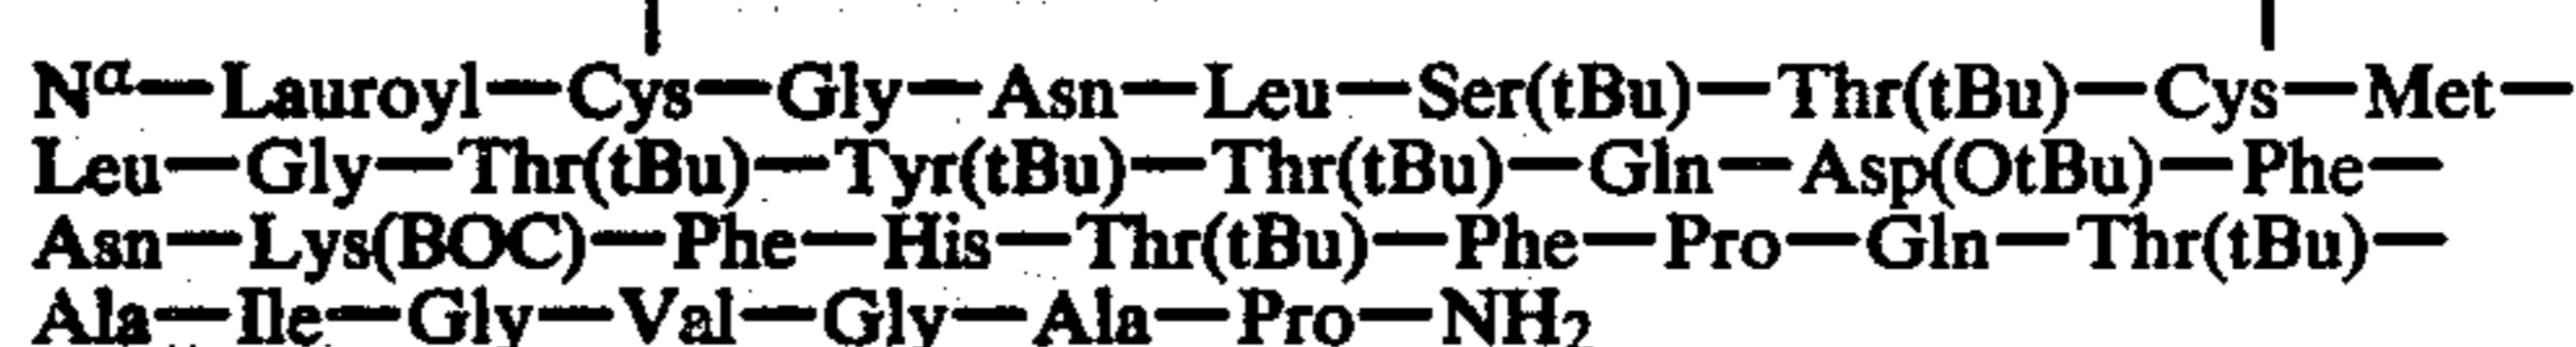 Nα—Lauroyl—Cys—Gly—Asn—Leu—Ser(tBu)—Thr(tBu)—Cys—Met—
Leu—Gly—Thr(tBu)—Tyr(tBu)—Thr(tBu)—Gln—Asp(OtBu)—Phe—
Asn—Lys(BOC)—Phe—His—Thr(tBu)—Phe—Pro—Gln—Thr(tBu)—
Ala—Ile—Gly—Val—Gly—Ala—Pro—NH2